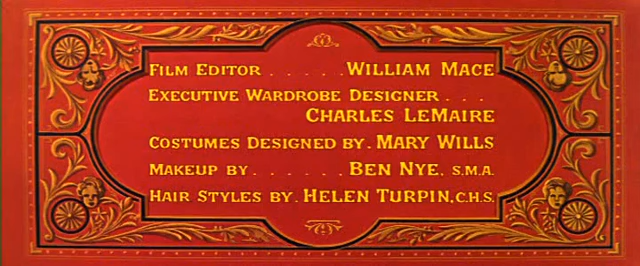 FILM EDITOR . . . . . . WILLIAM MACE
EXECUTIVE WARDROBE DESIGNER . . .
CHARLES LEMAIRE
COSTUMES DESIGNED BY. MARY WILLS
MAKEUP BY . . . . . . BEN NYE, S.M.A.
HAIR STYLES BY. HELEN TURPIN, C.H.S.